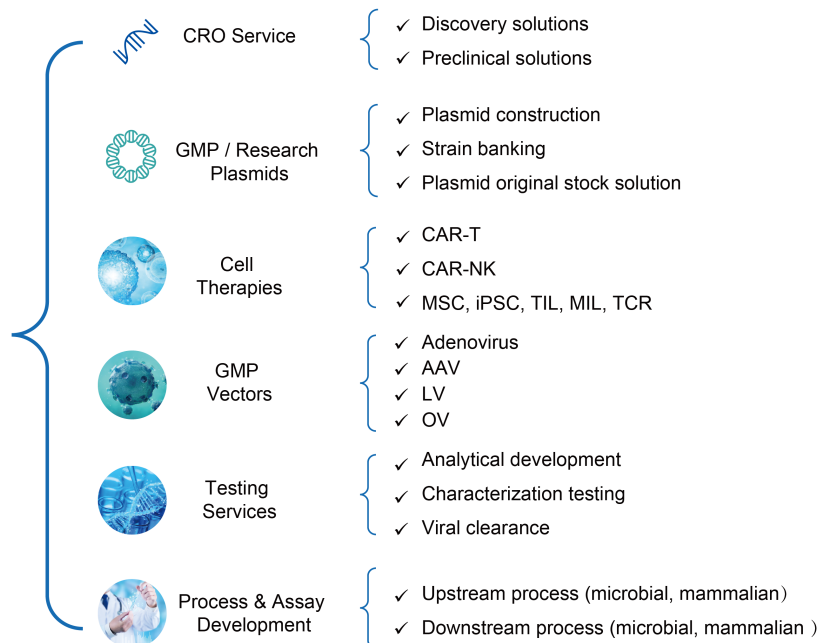 CRO Service
✓ Discovery solutions
✓ Preclinical solutions
GMP / Research
Plasmids
✓ Plasmid construction
✓ Strain banking
✓ Plasmid original stock solution
Cell
Therapies
✓ CAR-T
✓ CAR-NK
✓ MSC, iPSC, TIL, MIL, TCR
GMP
Vectors
✓ Adenovirus
✓ AAV
✓ LV
✓ OV
Testing
Services
✓ Analytical development
✓ Characterization testing
✓ Viral clearance
Process & Assay
Development
✓ Upstream process (microbial, mammalian）
✓ Downstream process (microbial, mammalian ）